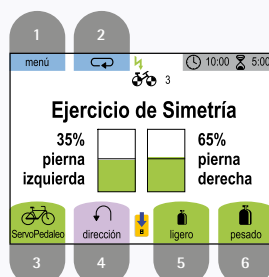 1 2
menú 10:00 5:00
3
Ejercicio de Simetría
35% 65%
pierna pierna
izquierda derecha
ServoPedaleo dirección B ligero pesado
3 4 5 6